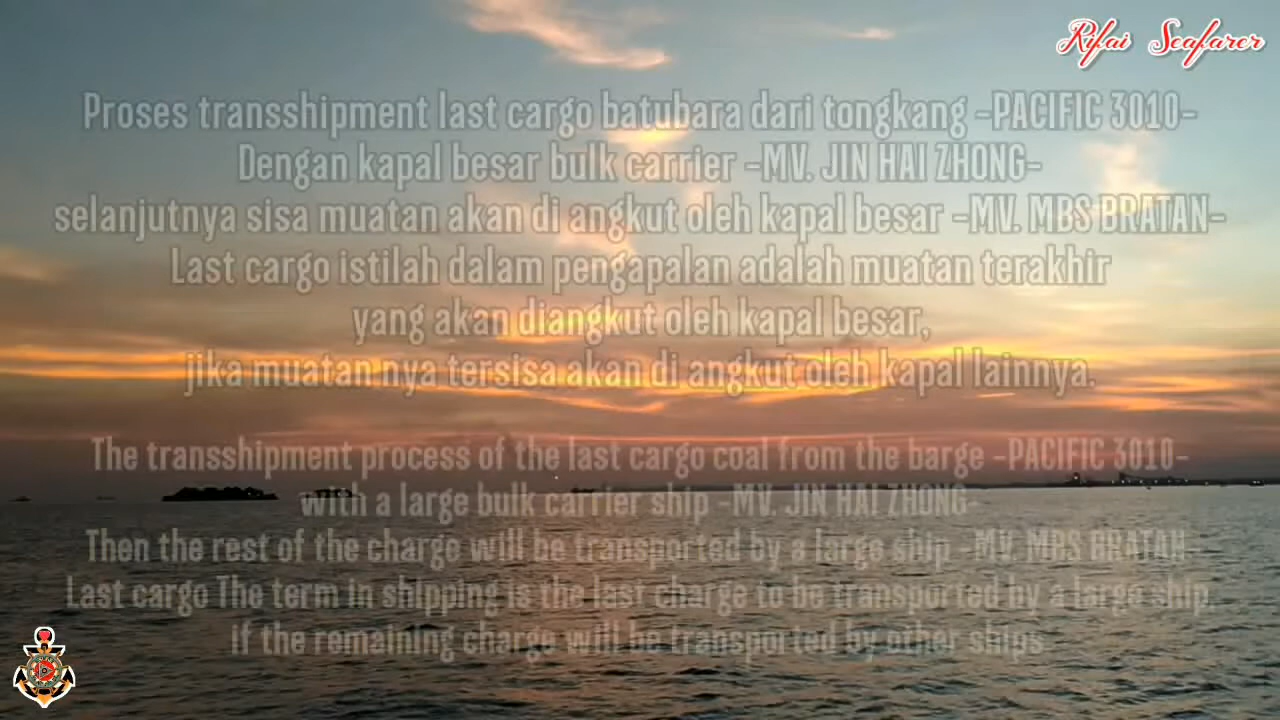 Rifai Seafarer
Proses transshipment last cargo batubara dari tongkang -PACIFIC 3010-
Dengan kapal besar bulk carrier -MV. JIN HAI ZHONG-
selanjutnya sisa muatan akan di angkut oleh kapal besar -MV. MBS BRATAN-
Last cargo istilah dalam pengapalan adalah muatan terakhir
yang akan diangkut oleh kapal besar,
jika muatan nya tersisa akan di angkut oleh kapal lainnya.
The transshipment process of the last cargo coal from the barge -PACIFIC 3010-
with a large bulk carrier ship -MV. JIN HAI ZHONG-
Then the rest of the charge will be transported by a large ship -MV. MBS BRATAN-
Last cargo The term in shipping is the last charge to be transported by a large ship,
if the remaining charge will be transported by other ships.